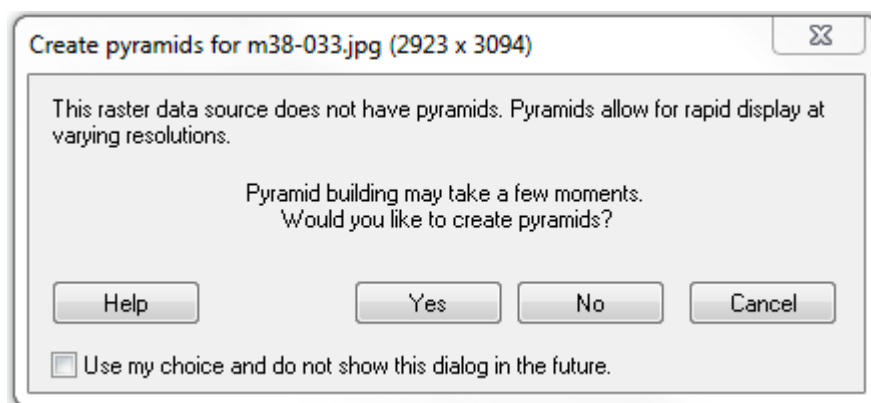 Create pyramids for m38-033.jpg (2923 x 3094)
This raster data source does not have pyramids. Pyramids allow for rapid display at
varying resolutions.
Pyramid building may take a few moments.
Would you like to create pyramids?
Help Yes No Cancel
Use my choice and do not show this dialog in the future.